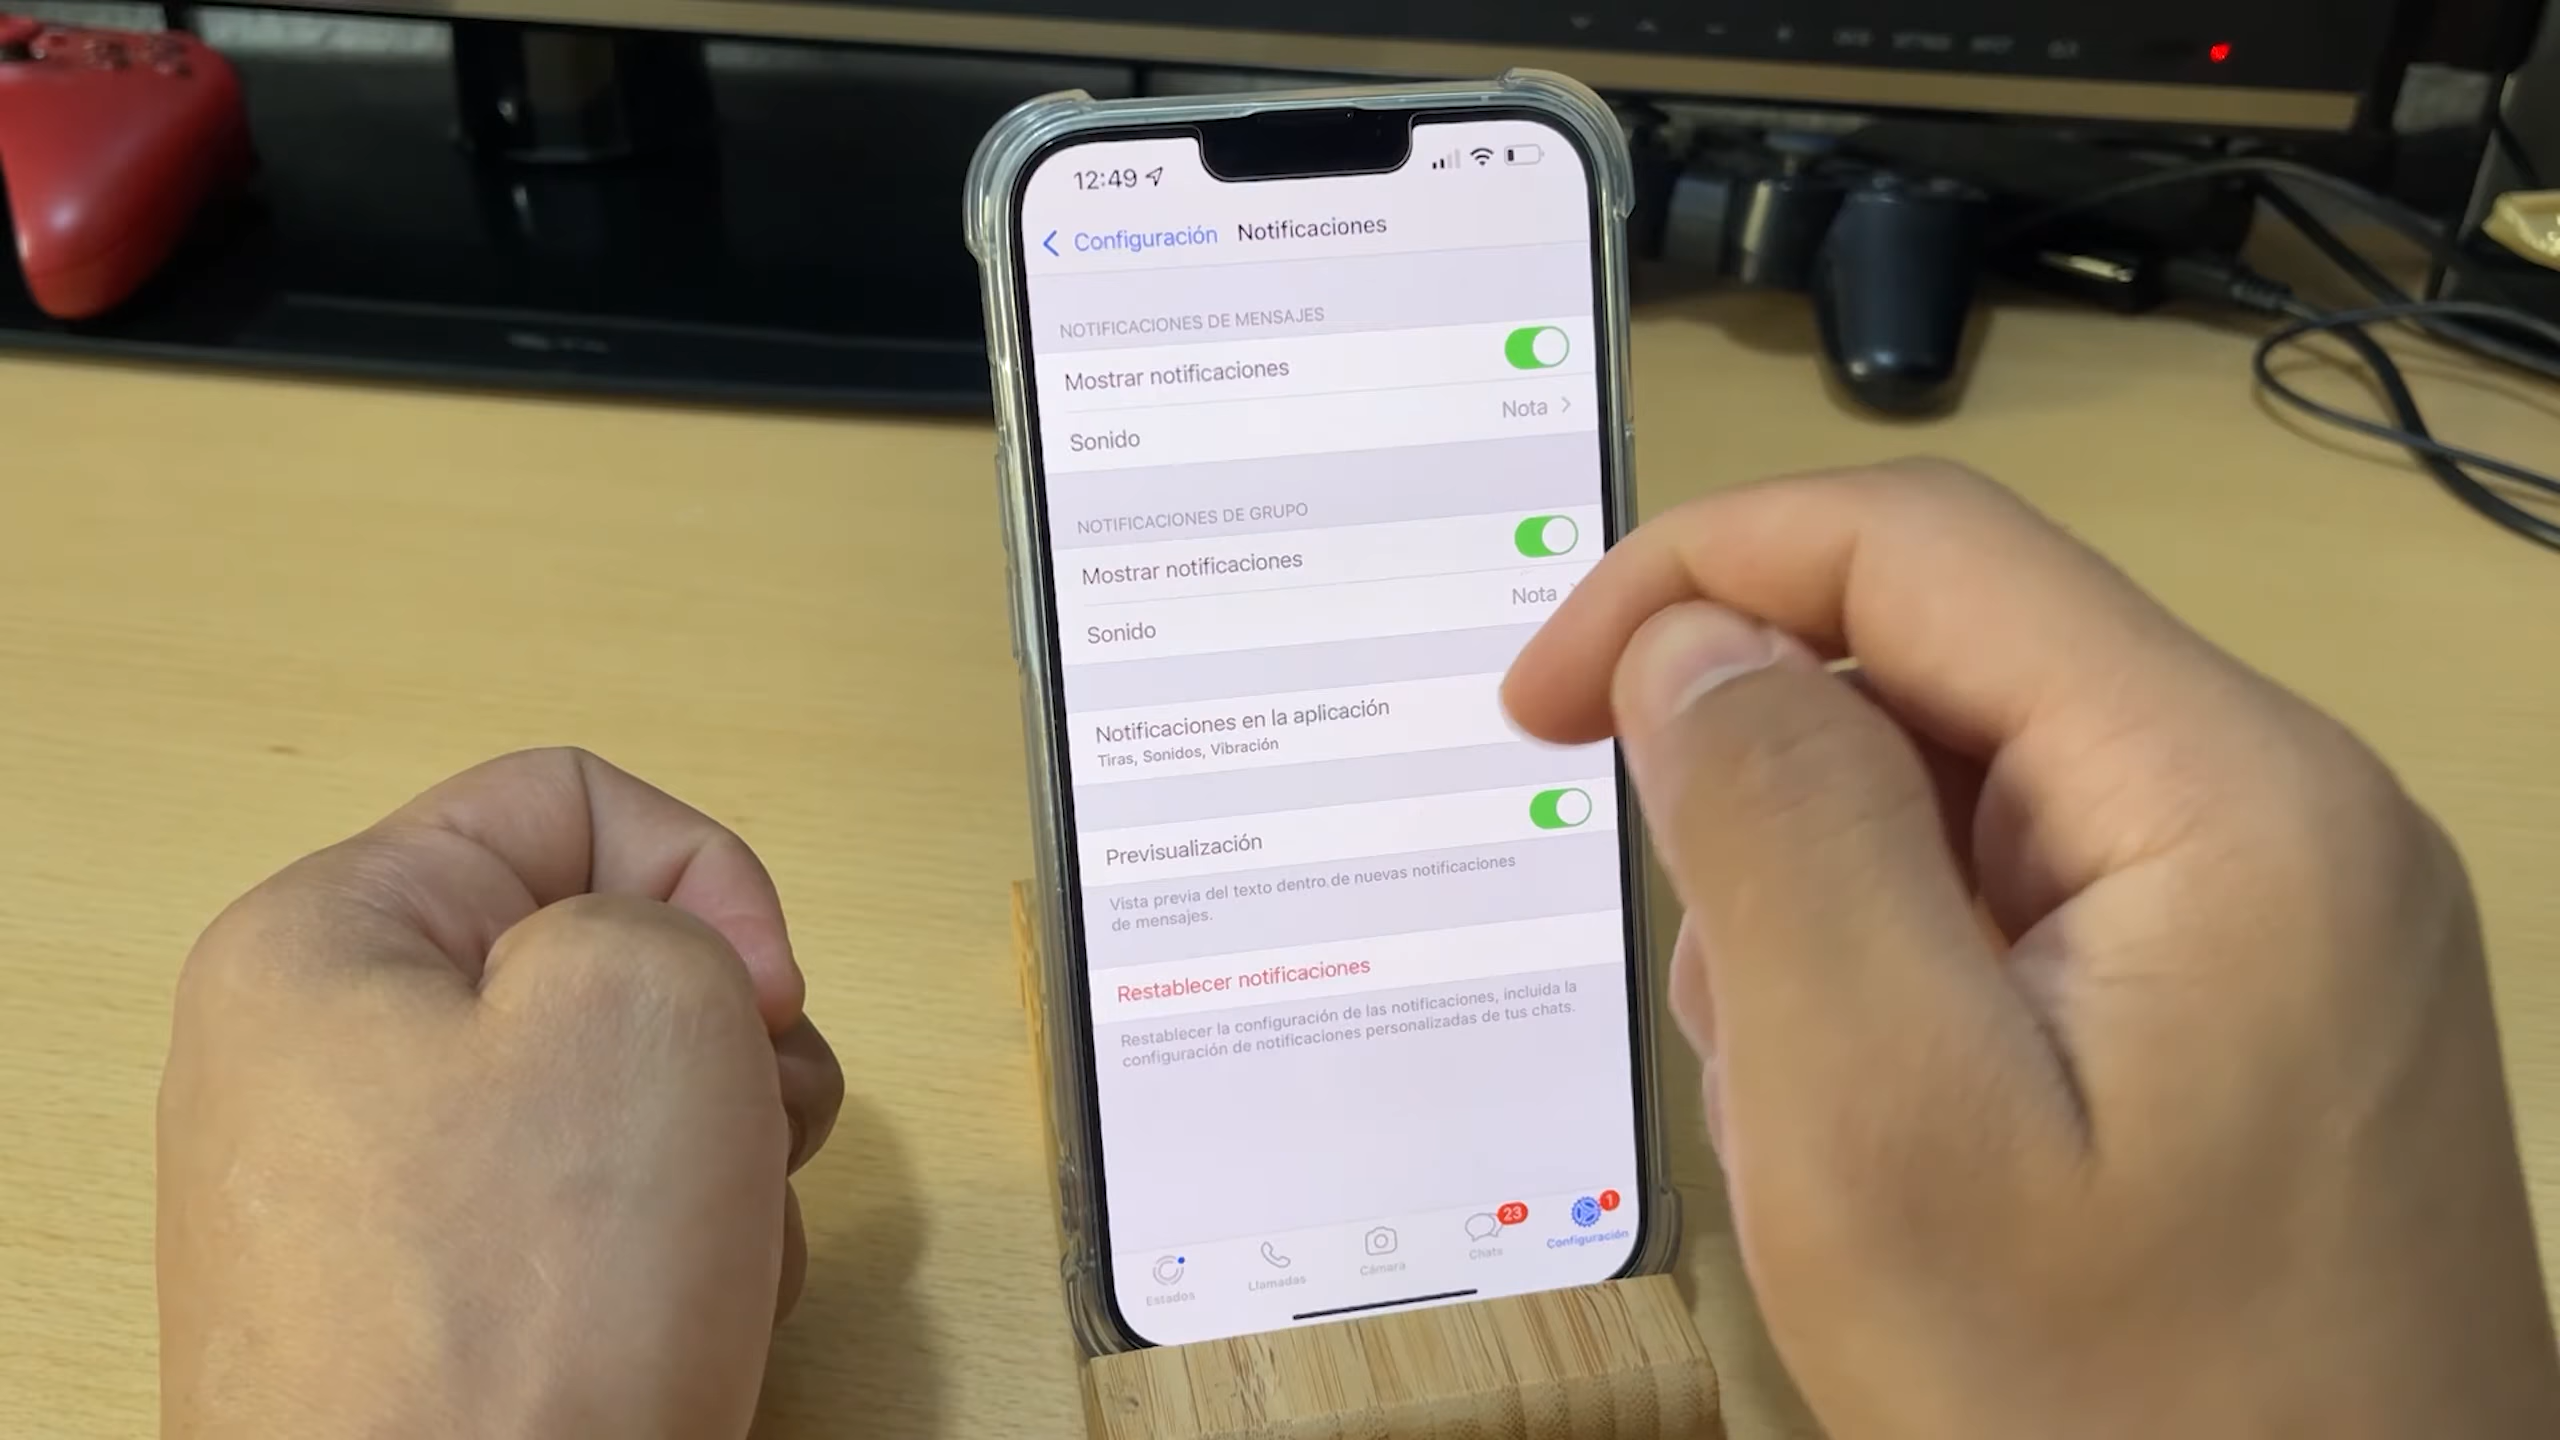 12:49
Configuración Notificaciones
NOTIFICACIONES DE MENSAJES
Mostrar notificaciones
Sonido Nota
NOTIFICACIONES DE GRUPO
Mostrar notificaciones
Sonido Nota
Notificaciones en la aplicación
Tiras, Sonidos, Vibración
Previsualización
Vista previa del texto dentro de nuevas notificaciones
de mensajes.
Restablecer notificaciones
Restablecer la configuración de las notificaciones, incluida la
configuración de notificaciones personalizadas de tus chats.
23 1
Estados Llamadas Cámara Chats Configuración